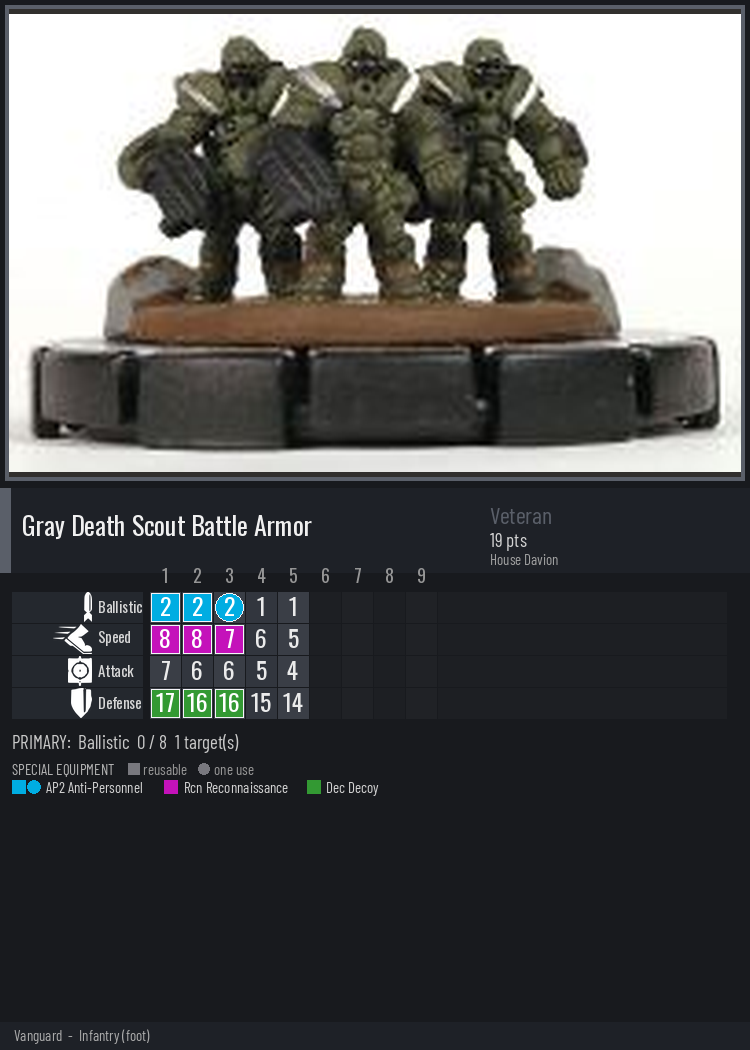 Gray Death Scout Battle Armor
Veteran
19 pts
House Davion
1 2 3 4 5 6 7 8 9
Ballistic 2 2 2 1 1
Speed 8 8 7 6 5
Attack 7 6 6 5 4
Defense 17 16 16 15 14
PRIMARY: Ballistic 0 / 8 1 target(s)
SPECIAL EQUIPMENT reusable one use
AP2 Anti-Personnel Rcn Reconnaissance Dec Decoy
Vanguard - Infantry (foot)